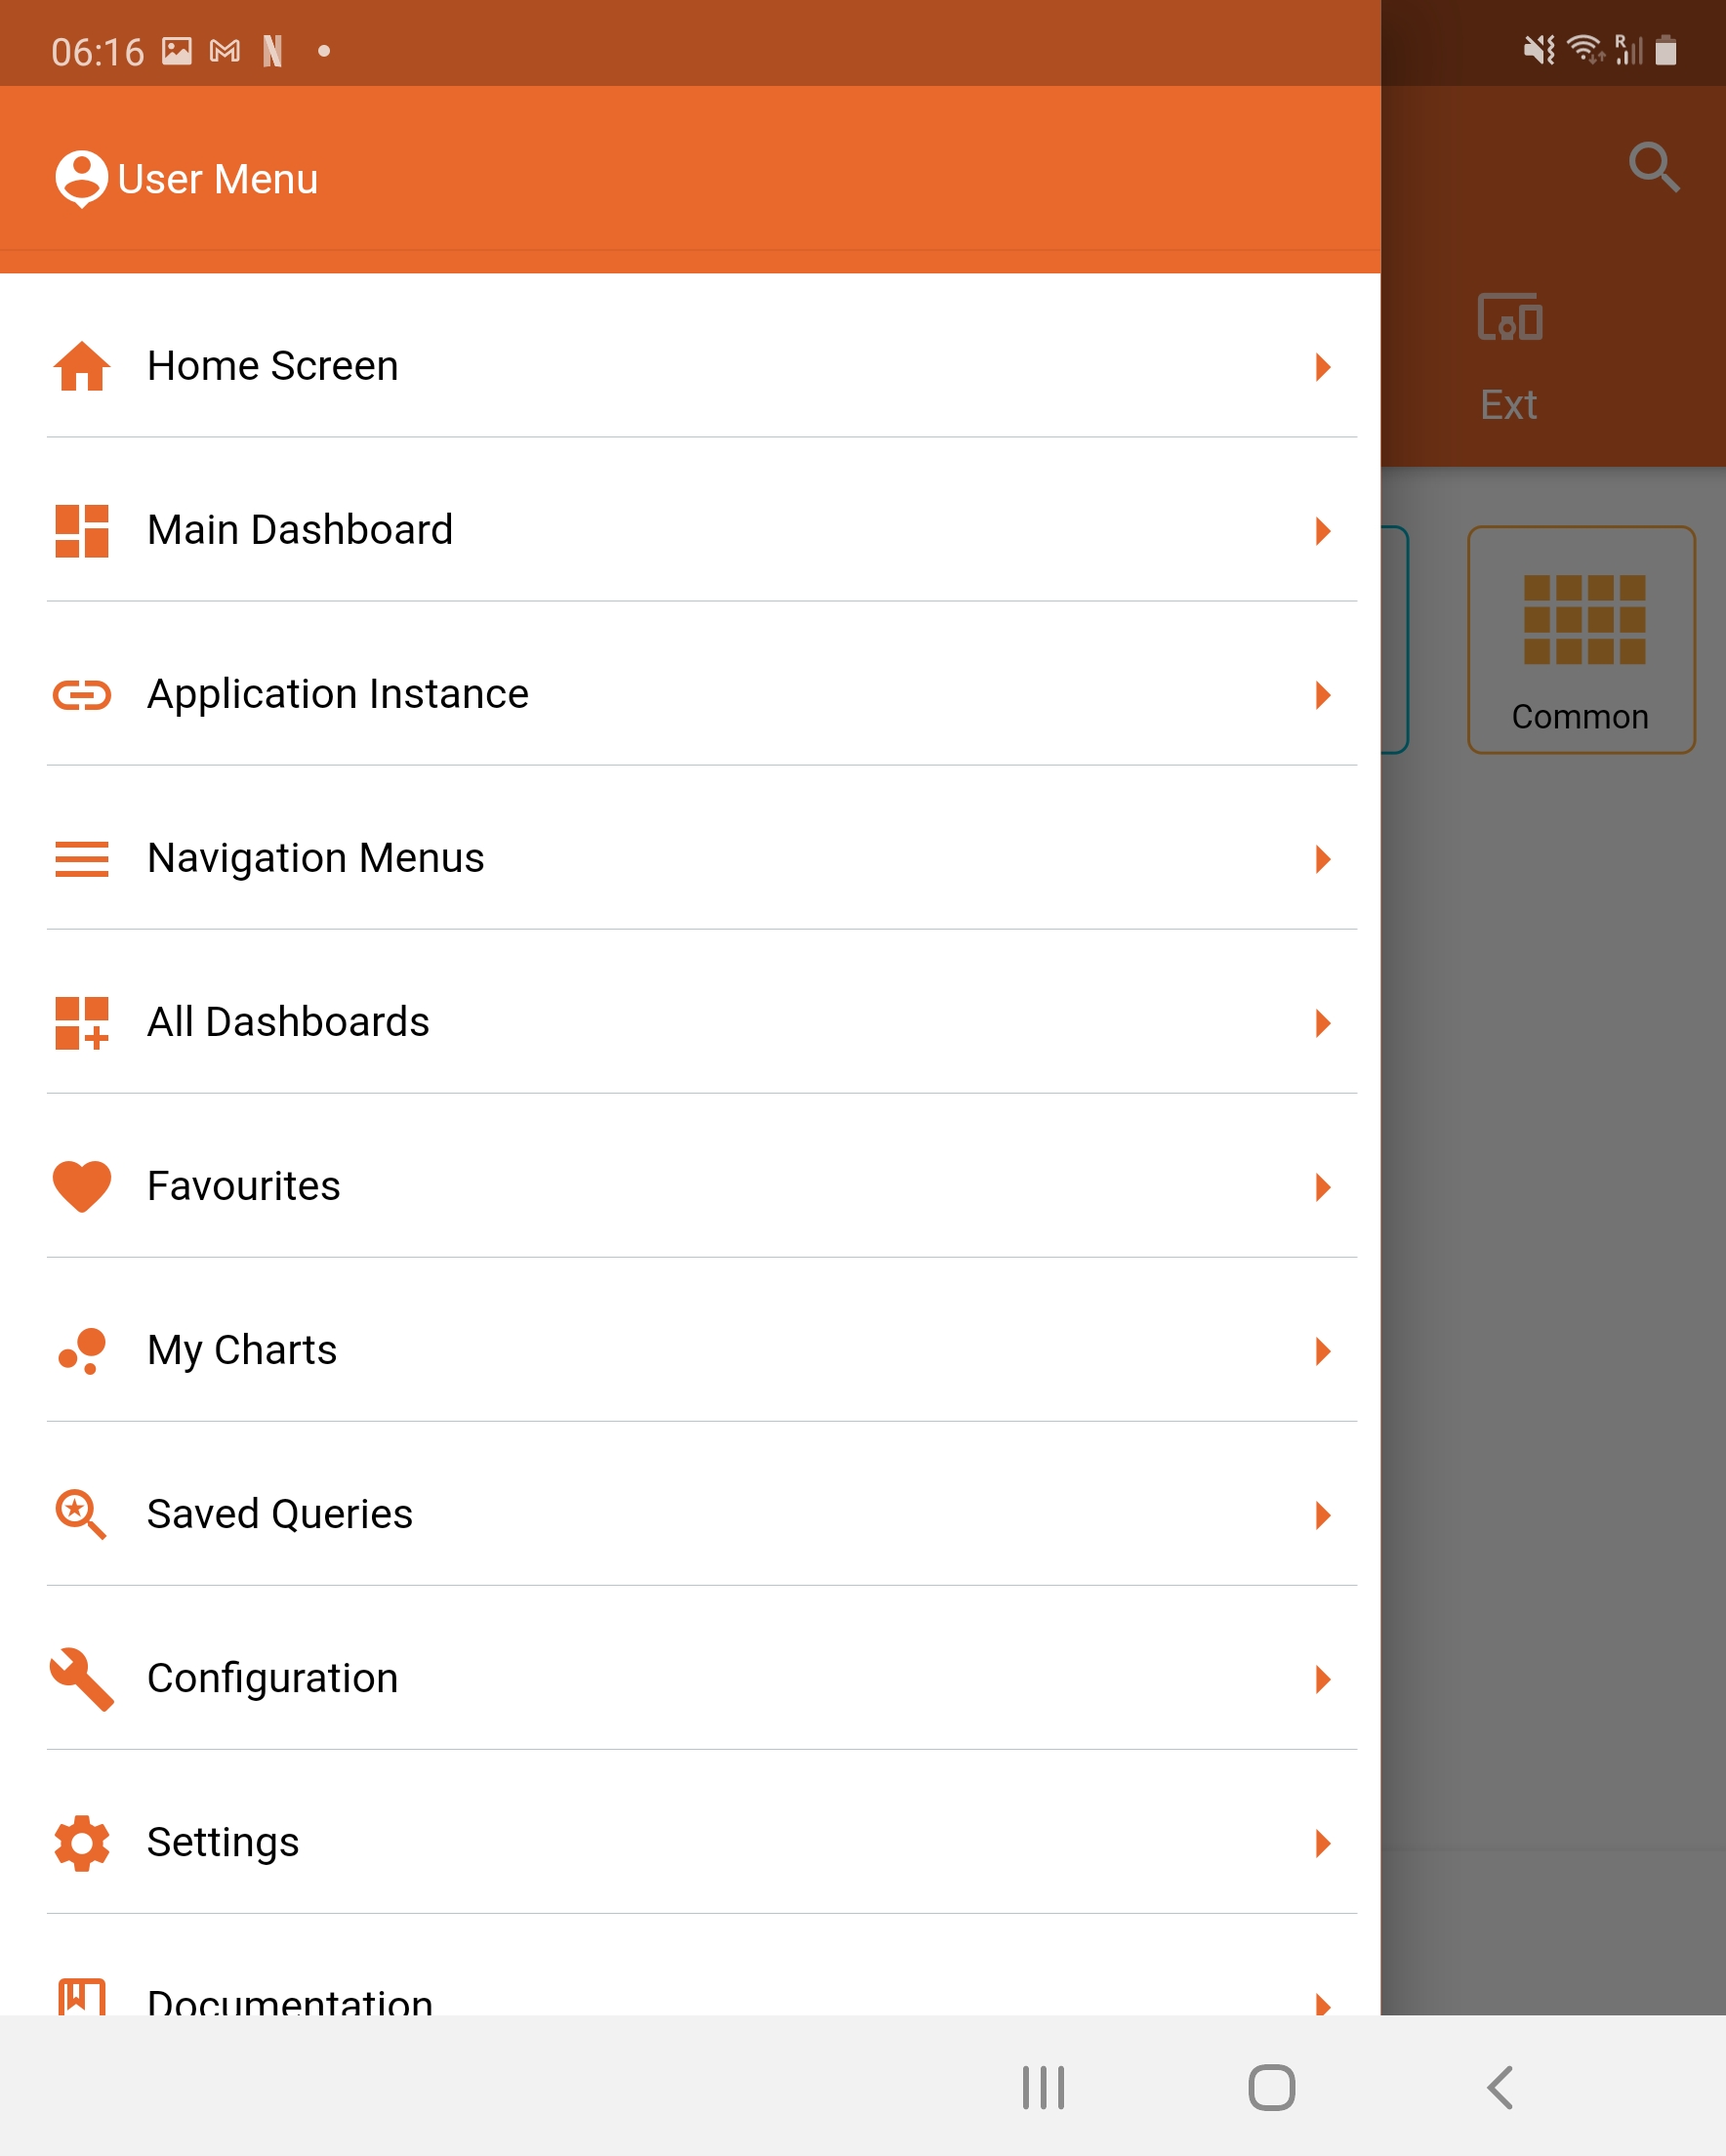 06:16
User Menu
Ext
Home Screen
Main Dashboard
Common
Application Instance
Navigation Menus
All Dashboards
Favourites
My Charts
Saved Queries
Configuration
Settings
Documentation